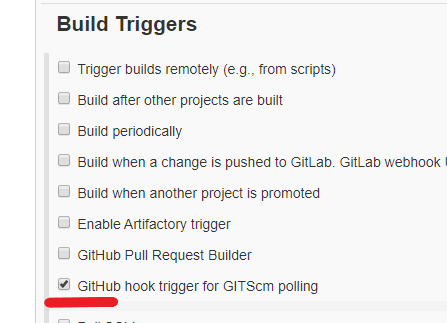 Build Triggers
Trigger builds remotely (e.g., from scripts)
Build after other projects are built
Build periodically
Build when a change is pushed to GitLab. GitLab webhook
Build when another project is promoted
Enable Artifactory trigger
GitHub Pull Request Builder
GitHub hook trigger for GITScm polling